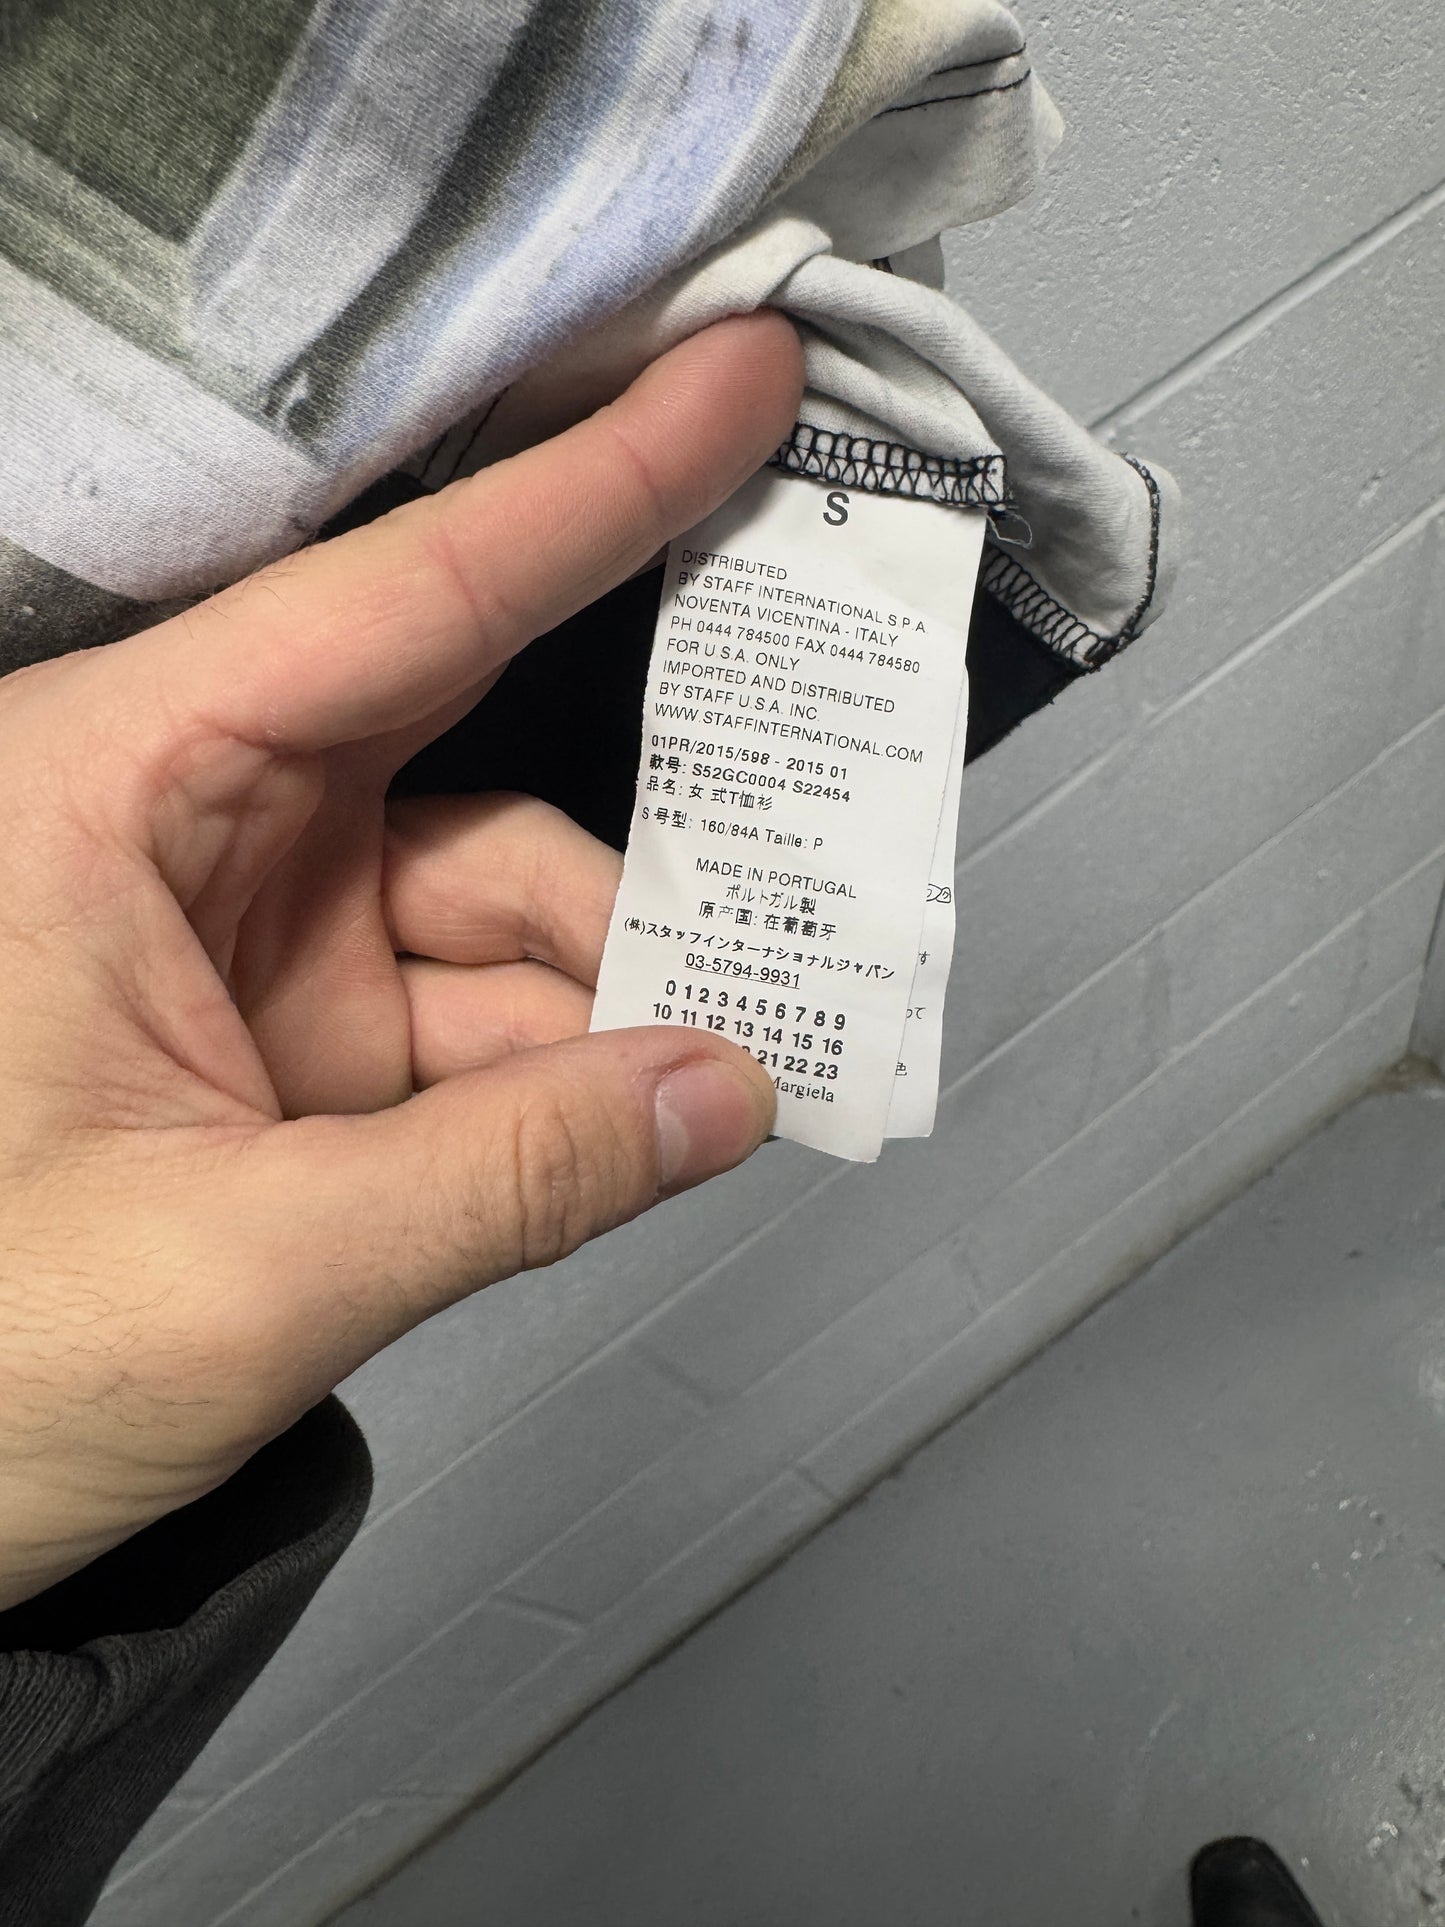 S
DISTRIBUTED
BY STAFF INTERNATIONAL S.P.A.
NOVENTA VICENTINA - ITALY
PH 0444 784500 FAX 0444 784580
FOR U.S.A. ONLY
IMPORTED AND DISTRIBUTED
BY STAFF U.S.A. INC.
WWW.STAFFINTERNATIONAL.COM
01PR/2015/598 - 2015 01
款号: S52GC0004 S22454
品名: 女 式T恤衫
S 号型: 160/84A Taille: P
MADE IN PORTUGAL
ポルトガル製
原产国: 在葡萄牙
(株)スタッフインターナショナルジャパン
03-5794-9931
0 1 2 3 4 5 6 7 8 9
10 11 12 13 14 15 16
21 22 23
Margiela
す
って
色